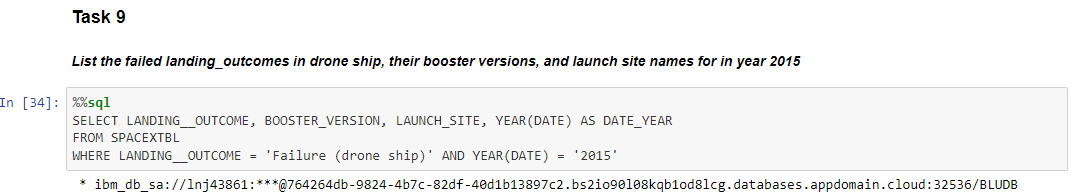 Task 9
List the failed landing_outcomes in drone ship, their booster versions, and launch site names for in year 2015
In [34]: %%sql
SELECT LANDING__OUTCOME, BOOSTER_VERSION, LAUNCH_SITE, YEAR(DATE) AS DATE_YEAR
FROM SPACEXTBL
WHERE LANDING__OUTCOME = 'Failure (drone ship)' AND YEAR(DATE) = '2015'
* ibm_db_sa://lnj43861:***@764264db-9824-4b7c-82df-40d1b13897c2.bs2io90l08kqb1od8lcg.databases.appdomain.cloud:32536/BLUDB